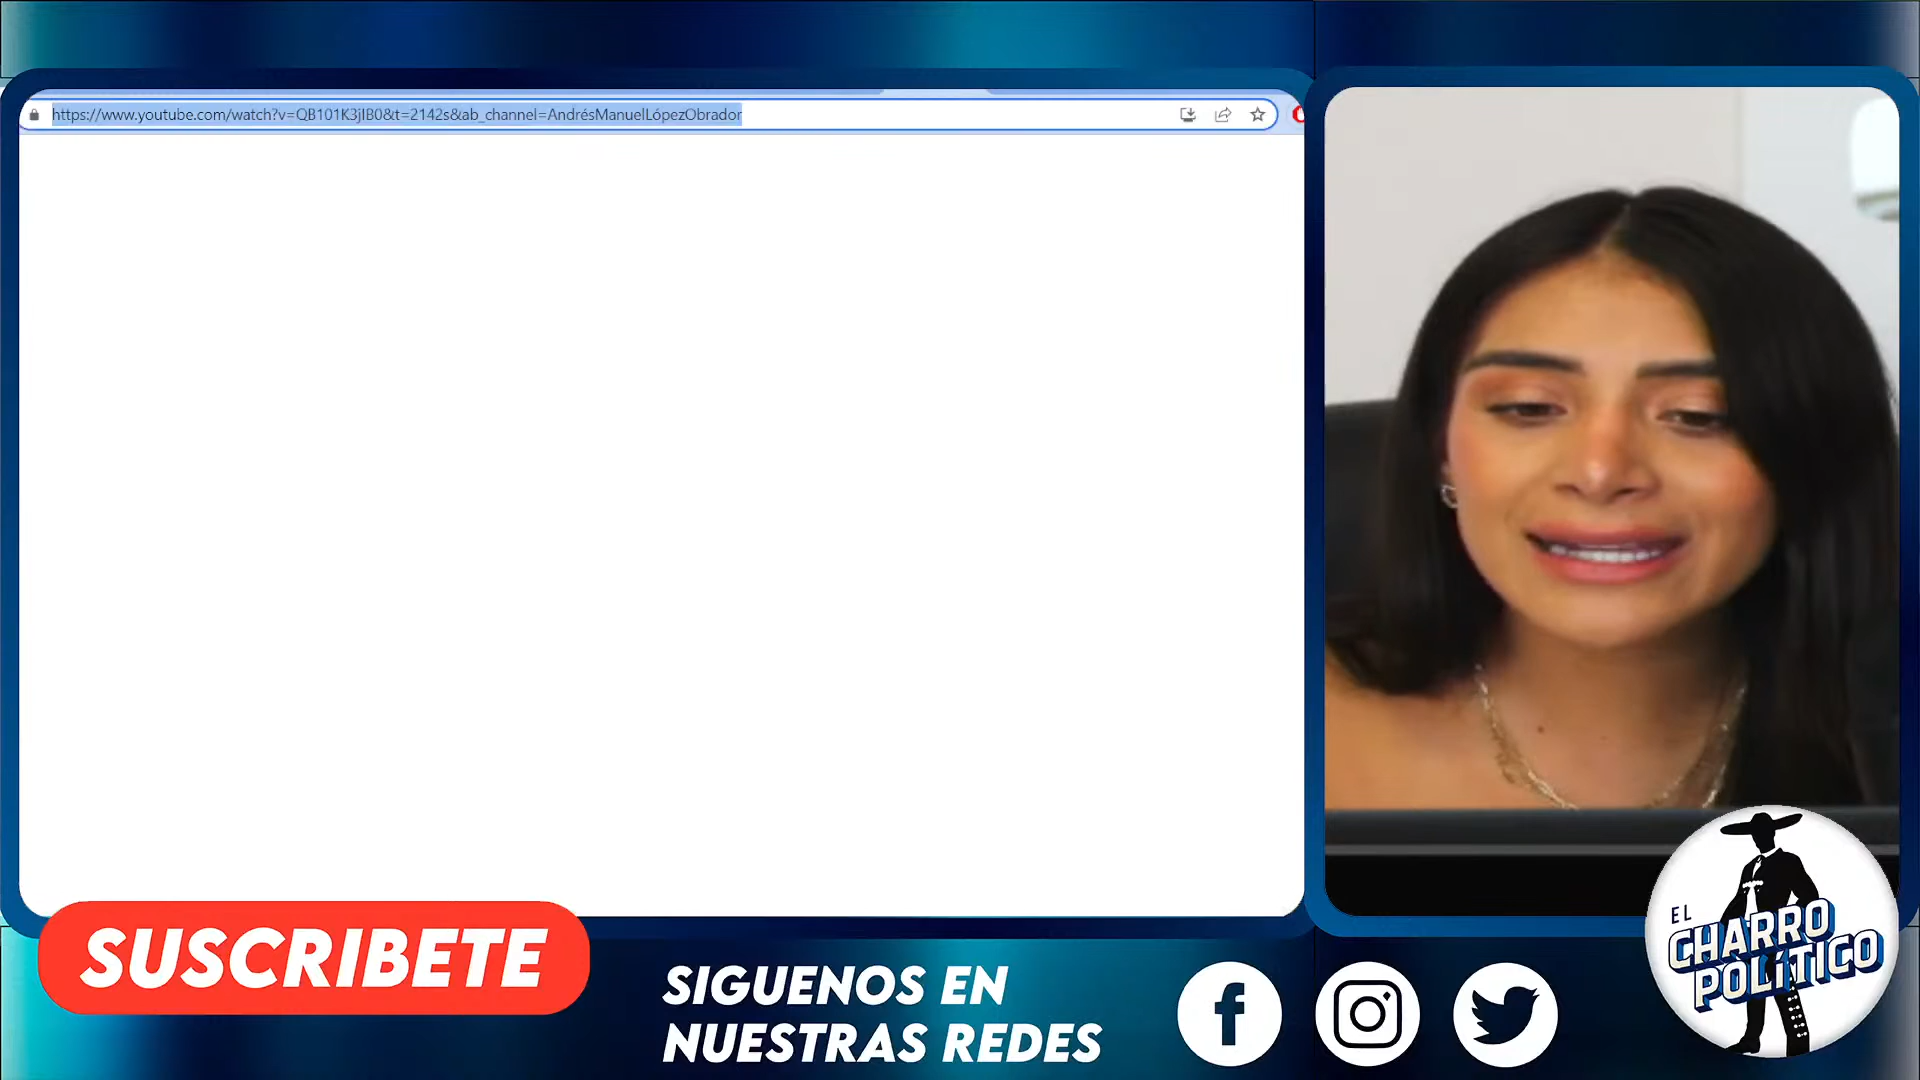 https://www.youtube.com/watch?v=QB101K3jIB0&t=2142s&ab_channel=AndrésManuelLópezObrador
SUSCRIBETE
SIGUENOS EN
NUESTRAS REDES
EL
CHARRO
POLÍTICO